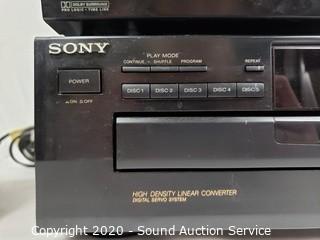 DOLBY SURROUND
PRO LOGIC • TIME LINK
SONY
PLAY MODE
CONTINUE SHUFFLE PROGRAM
REPEAT
POWER
DISC 1 DISC 2 DISC 3 DISC 4 DISC 5
ON OFF
HIGH DENSITY LINEAR CONVERTER
DIGITAL SERVO SYSTEM
Copyright 2020 - Sound Auction Service